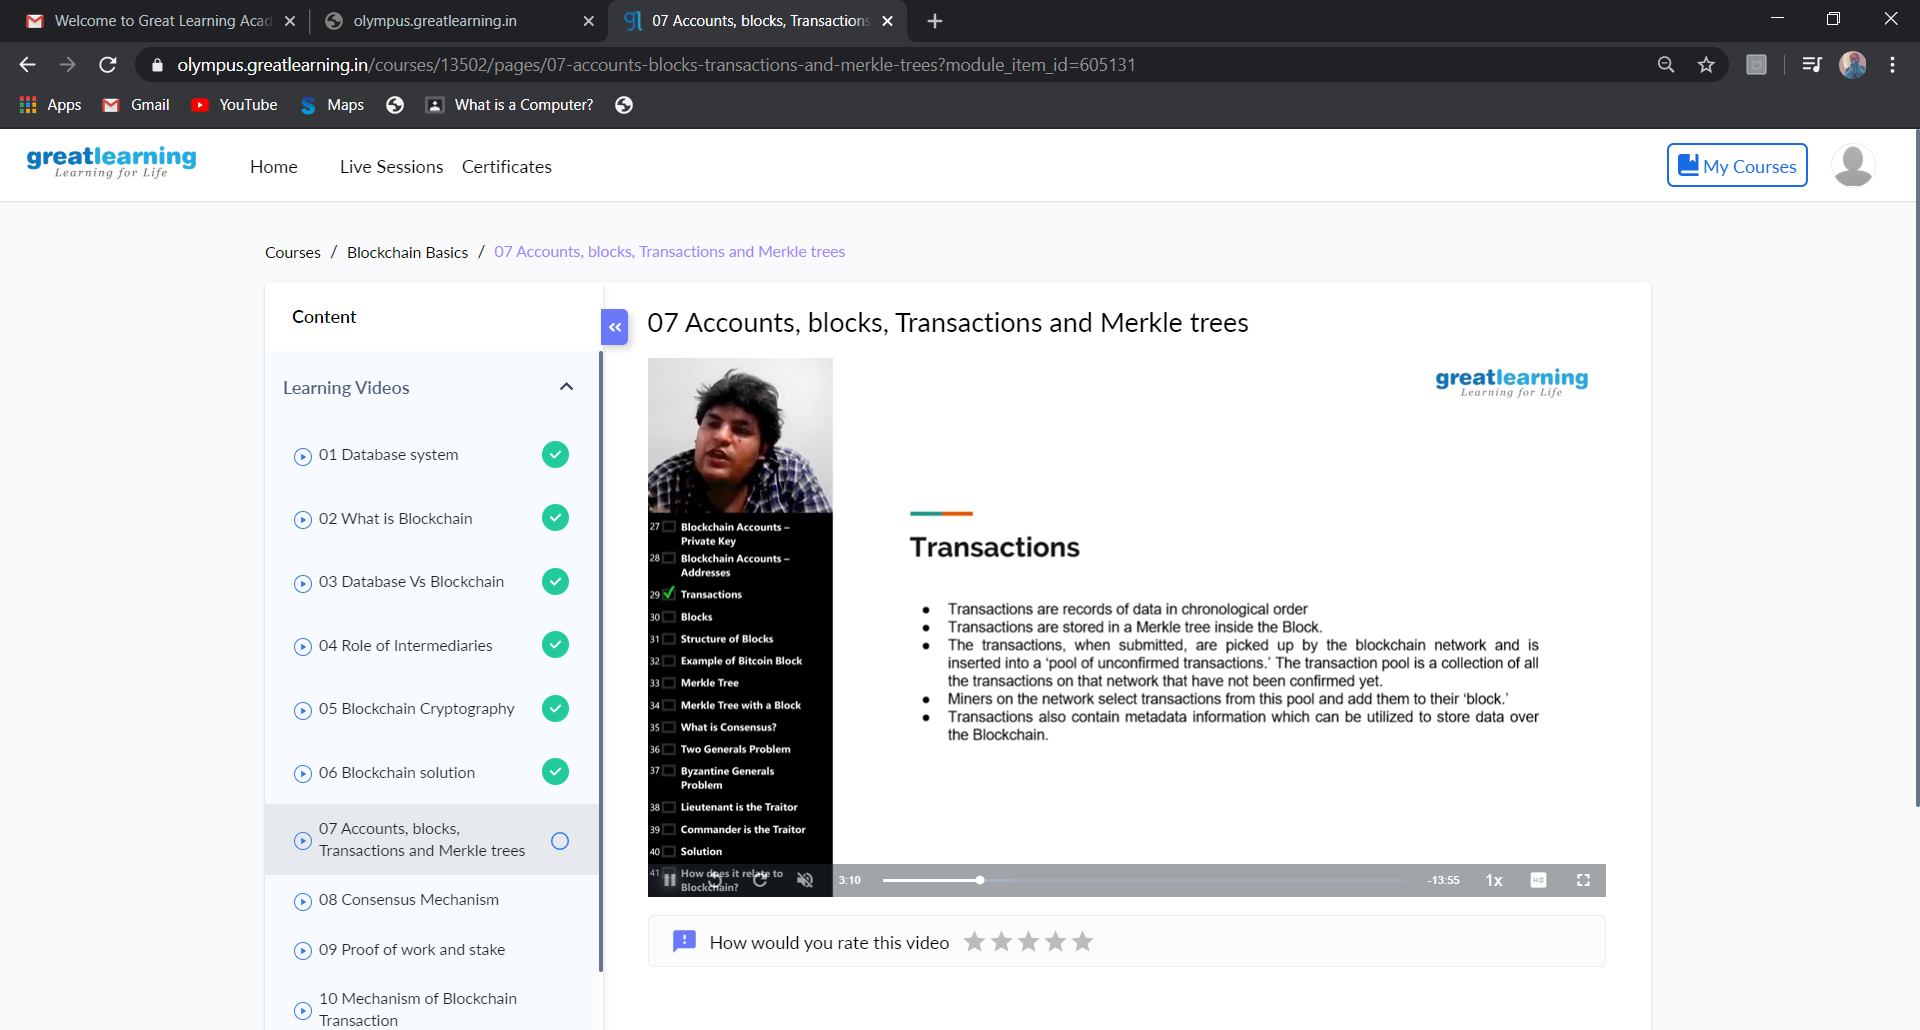 Welcome to Great Learning Acad
olympus.greatlearning.in
07 Accounts, blocks, Transactions
olympus.greatlearning.in/courses/13502/pages/07-accounts-blocks-transactions-and-merkle-trees?module_item_id=605131
Apps
Gmail
YouTube
Maps
What is a Computer?
greatlearning
Learning for Life
Home
Live Sessions
Certificates
My Courses
Courses / Blockchain Basics / 07 Accounts, blocks, Transactions and Merkle trees
Content
Learning Videos
01 Database system
02 What is Blockchain
03 Database Vs Blockchain
04 Role of Intermediaries
05 Blockchain Cryptography
06 Blockchain solution
07 Accounts, blocks,
Transactions and Merkle trees
08 Consensus Mechanism
09 Proof of work and stake
10 Mechanism of Blockchain
Transaction
07 Accounts, blocks, Transactions and Merkle trees
27 Blockchain Accounts –
Private Key
28 Blockchain Accounts –
Addresses
29 Transactions
30 Blocks
31 Structure of Blocks
32 Example of Bitcoin Block
33 Merkle Tree
34 Merkle Tree with a Block
35 What is Consensus?
36 Two Generals Problem
37 Byzantine Generals
Problem
38 Lieutenant is the Traitor
39 Commander is the Traitor
40 Solution
41 How does it relate to
Blockchain?
greatlearning
Learning for Life
Transactions
● Transactions are records of data in chronological order
● Transactions are stored in a Merkle tree inside the Block.
● The transactions, when submitted, are picked up by the blockchain network and is
inserted into a ‘pool of unconfirmed transactions.’ The transaction pool is a collection of all
the transactions on that network that have not been confirmed yet.
● Miners on the network select transactions from this pool and add them to their ‘block.’
● Transactions also contain metadata information which can be utilized to store data over
the Blockchain.
3:10
-13:55
1x
HD
How would you rate this video